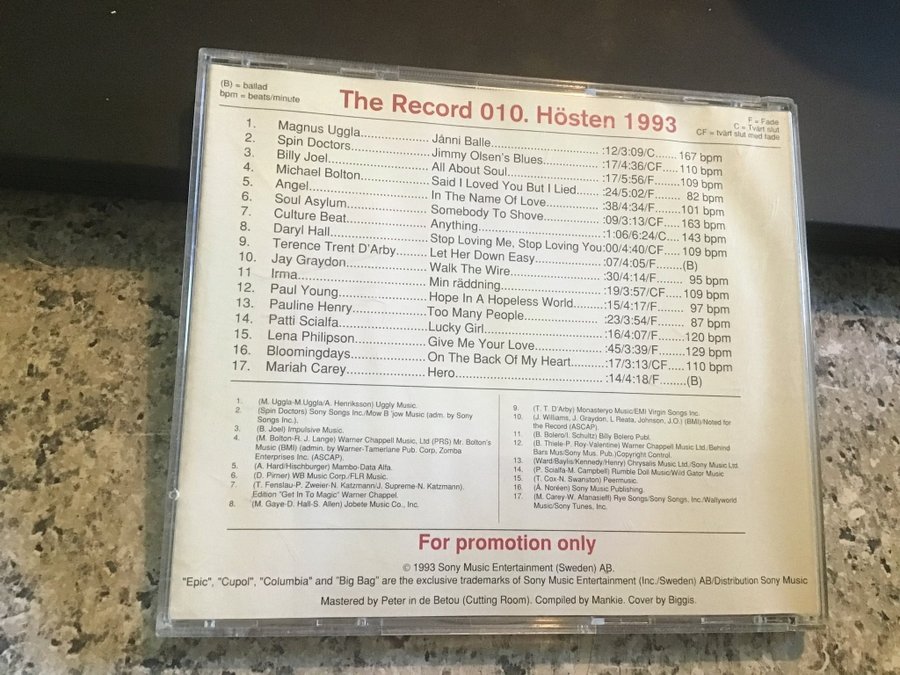 (B) = ballad
bpm = beats/minute
The Record 010. Hösten 1993
F = Fade
C = Tvärt slut
CF = tvärt slut med fade
1. Magnus Uggla............Jånni Balle............:12/3:09/C......167 bpm
2. Spin Doctors............Jimmy Olsen's Blues............:17/4:36/CF.....110 bpm
3. Billy Joel............All About Soul............:17/5:56/F.......109 bpm
4. Michael Bolton............Said I Loved You But I Lied........:24/5:02/F....... 82 bpm
5. Angel............In The Name Of Love............:38/4:34/F.......101 bpm
6. Soul Asylum............Somebody To Shove............:09/3:13/CF.....163 bpm
7. Culture Beat............Anything............:1:06/6:24/C....143 bpm
8. Daryl Hall............Stop Loving Me, Stop Loving You:00/4:40/CF.....109 bpm
9. Terence Trent D'Arby.......Let Her Down Easy............:07/4:05/F........(B)
10. Jay Graydon............Walk The Wire............:30/4:14/F........ 95 bpm
11 Irma............Min räddning............:19/3:57/CF.....109 bpm
12. Paul Young............Hope In A Hopeless World.........:15/4:17/F........ 97 bpm
13. Pauline Henry............Too Many People............:23/3:54/F........ 87 bpm
14. Patti Scialfa............Lucky Girl............:16/4:07/F........120 bpm
15. Lena Philipson............Give Me Your Love............:45/3:39/F........129 bpm
16. Bloomingdays............On The Back Of My Heart..........:17/3:13/CF.....110 bpm
17. Mariah Carey............Hero............:14/4:18/F........(B)
1. (M. Uggla-M.Uggla/A. Henriksson) Uggly Music.
2. (Spin Doctors) Sony Songs Inc./Mow B 'jow Music (adm. by Sony
Songs Inc.).
3. (B. Joel) Impulsive Music.
4. (M. Bolton-R. J. Lange) Warner Chappell Music, Ltd (PRS) Mr. Bolton's
Music (BMI) (admin. by Warner-Tamerlane Pub. Corp, Zomba
Enterprises Inc. (ASCAP).
5. (A. Hard/Hischburger) Mambo-Data Alfa.
6. (D. Pirner) WB Music Corp./FLR Music.
7. (T. Fenslau-P. Zweier-N. Katzmann/J. Supreme-N. Katzmann).
Edition "Get In To Magic" Warner Chappel.
8. (M. Gaye-D. Hall-S. Allen) Jobete Music Co., Inc.
9. (T. T. D'Arby) Monasteryo Music/EMI Virgin Songs Inc.
10. (J. Williams, J. Graydon, L Reata, Johnson, J.O.) (BMI)/Noted for
the Record (ASCAP).
11. (B. Bolero/I. Schultz) Billy Bolero Publ.
12. (B. Thiele-P. Roy-Valentine) Warner Chappell Music Ltd./Behind
Bars Mus/Sony Mus. Pub.)Copyright Control.
13. (Ward/Baylis/Kennedy/Henry) Chrysalis Music Ltd./Sony Music Ltd.
14. (P. Scialfa-M. Campbell) Rumble Doll Music/Wild Gator Music
15. (T. Cox-N. Swanston) Peermusic.
16. (Å. Noréen) Sony Music Publishing.
17. (M. Carey-W. Afanasieff) Rye Songs/Sony Songs, Inc./Wallyworld
Music/Sony Tunes, Inc.
For promotion only
© 1993 Sony Music Entertainment (Sweden) AB.
"Epic", "Cupol", "Columbia" and "Big Bag" are the exclusive trademarks of Sony Music Entertainment (Inc./Sweden) AB/Distribution Sony Music
Mastered by Peter in de Betou (Cutting Room). Compiled by Mankie. Cover by Biggis.